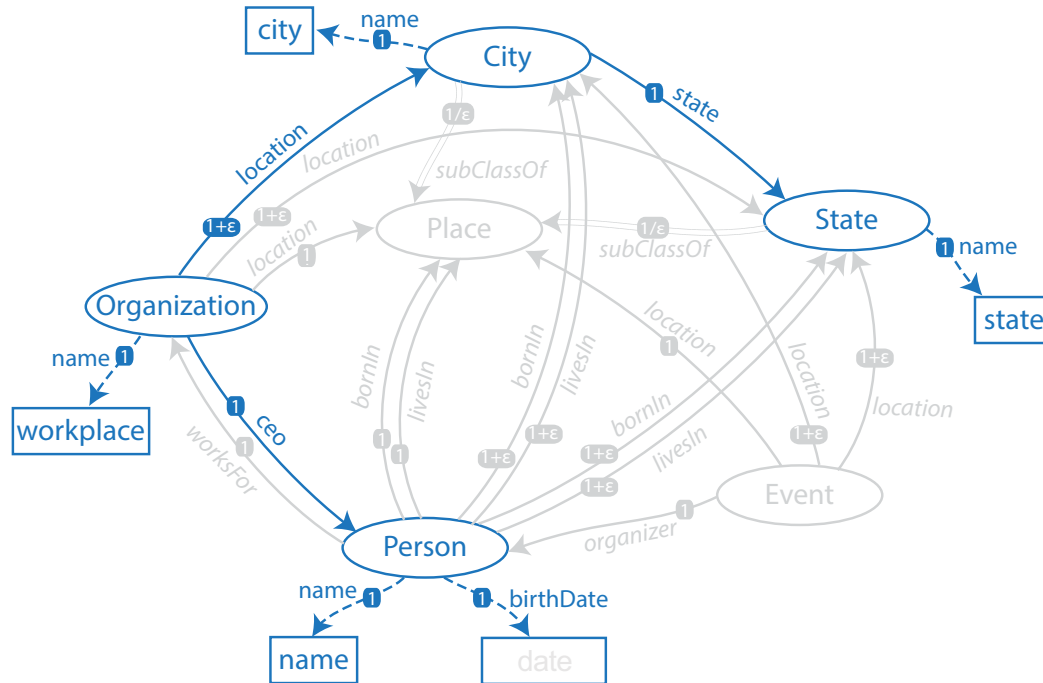 name
1
city
City
1
state
1/ε
location
location
subClassOf
1+ε
1+ε
Place
1/ε
subClassOf
State
1
name
state
location
1
Organization
name
1
workplace
1
ceo
worksFor
1
bornIn
livesIn
1
1
bornIn
livesIn
1+ε
1+ε
bornIn
livesIn
1+ε
1+ε
location
1
location
1+ε
location
1+ε
Event
1
organizer
Person
name
1
name
1
birthDate
date